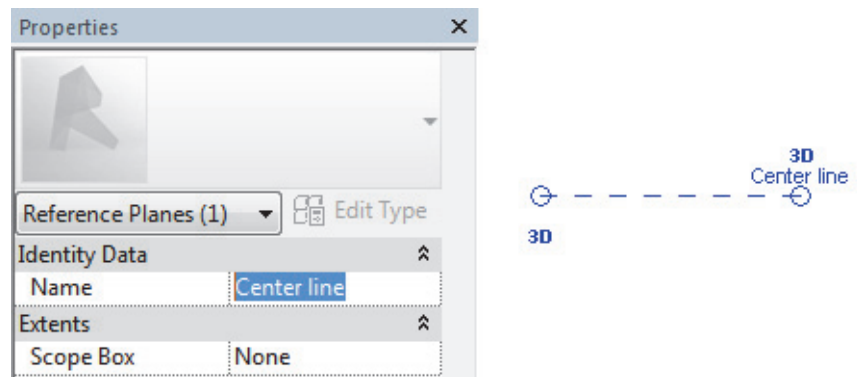 Properties
Reference Planes (1)
Edit Type
Identity Data
Name Center line
Extents
Scope Box None
3D
Center line
3D